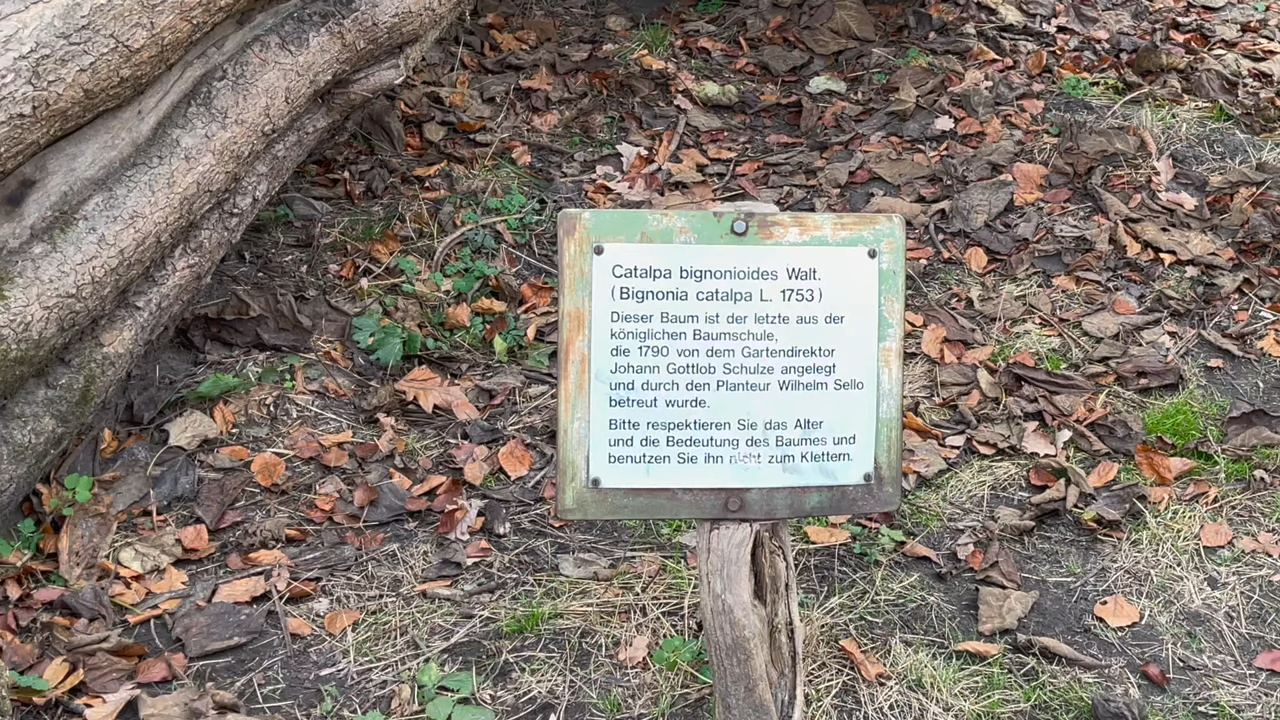 Catalpa bignonioides Walt.
(Bignonia catalpa L. 1753)
Dieser Baum ist der letzte aus der
königlichen Baumschule,
die 1790 von dem Gartendirektor
Johann Gottlob Schulze angelegt
und durch den Planteur Wilhelm Sello
betreut wurde.
Bitte respektieren Sie das Alter
und die Bedeutung des Baumes und
benutzen Sie ihn nicht zum Klettern.